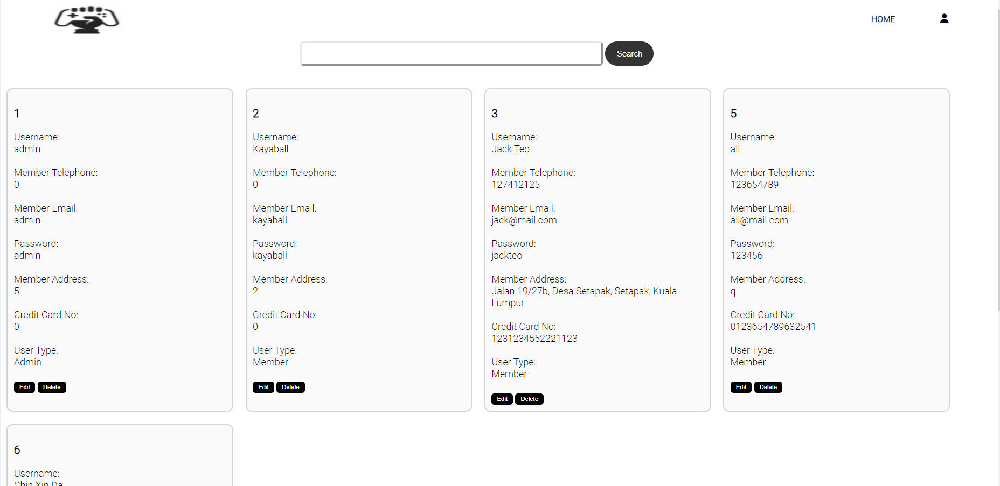 HOME
Search
1
Username:
admin
Member Telephone:
0
Member Email:
admin
Password:
admin
Member Address:
5
Credit Card No:
0
User Type:
Admin
Edit Delete
2
Username:
Kayaball
Member Telephone:
0
Member Email:
kayaball
Password:
kayaball
Member Address:
2
Credit Card No:
0
User Type:
Member
Edit Delete
3
Username:
Jack Teo
Member Telephone:
127412125
Member Email:
jack@mail.com
Password:
jackteo
Member Address:
Jalan 19/27b, Desa Setapak, Setapak, Kuala
Lumpur
Credit Card No:
1231234552221123
User Type:
Member
Edit Delete
5
Username:
ali
Member Telephone:
123654789
Member Email:
ali@mail.com
Password:
123456
Member Address:
q
Credit Card No:
0123654789632541
User Type:
Member
Edit Delete
6
Username:
Chin Xin Da